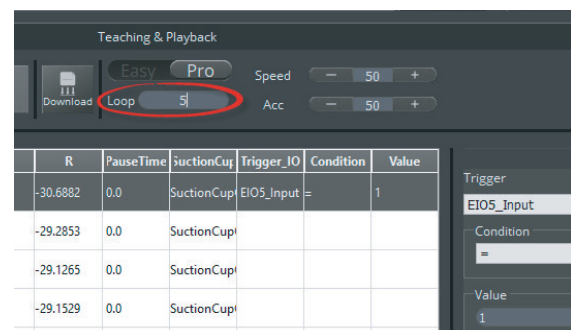 Teaching & Playback
Easy Pro Speed — 50 +
Download Loop 5 Acc — 50 +
R PauseTime SuctionCup Trigger_IO Condition Value
-30.6882 0.0 SuctionCup EIO5_Input = 1
-29.2853 0.0 SuctionCup
-29.1265 0.0 SuctionCup
-29.1529 0.0 SuctionCup
Trigger
EIO5_Input
Condition
=
Value
1